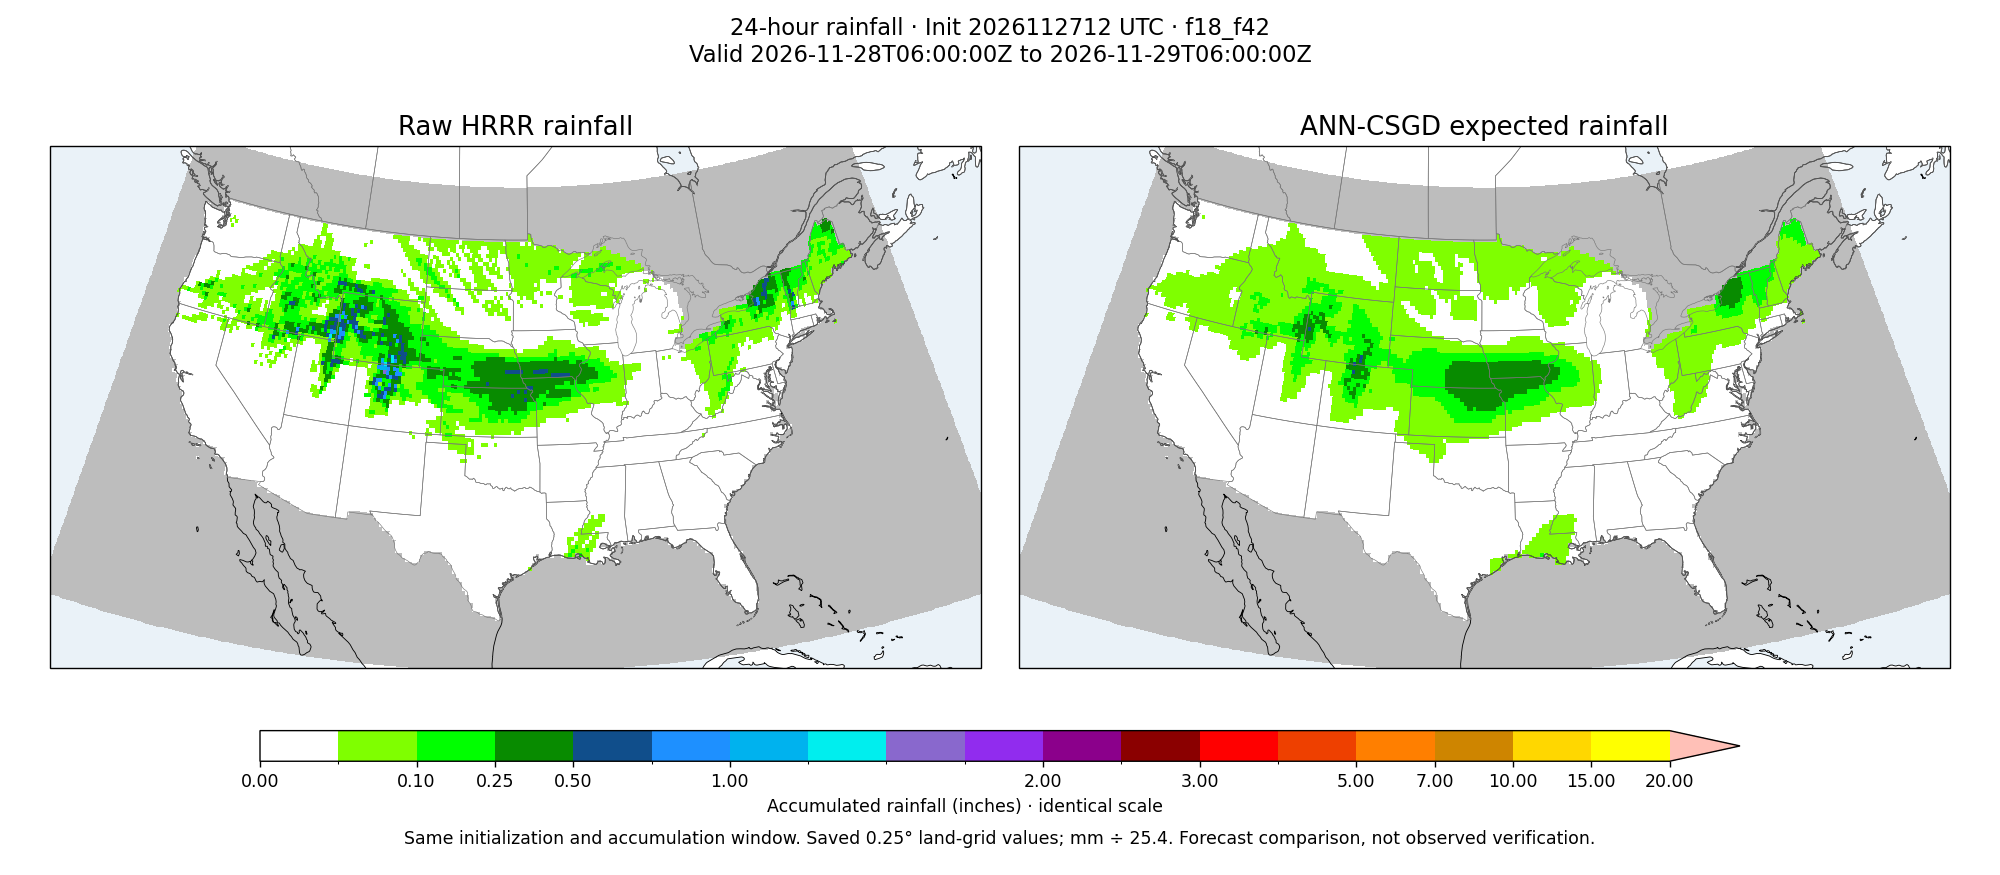 24-hour rainfall · Init 2026112712 UTC · f18_f42
Valid 2026-11-28T06:00:00Z to 2026-11-29T06:00:00Z
Raw HRRR rainfall
ANN-CSGD expected rainfall
0.00 0.10 0.25 0.50 1.00 2.00 3.00 5.00 7.00 10.00 15.00 20.00
Accumulated rainfall (inches) · identical scale
Same initialization and accumulation window. Saved 0.25° land-grid values; mm ÷ 25.4. Forecast comparison, not observed verification.